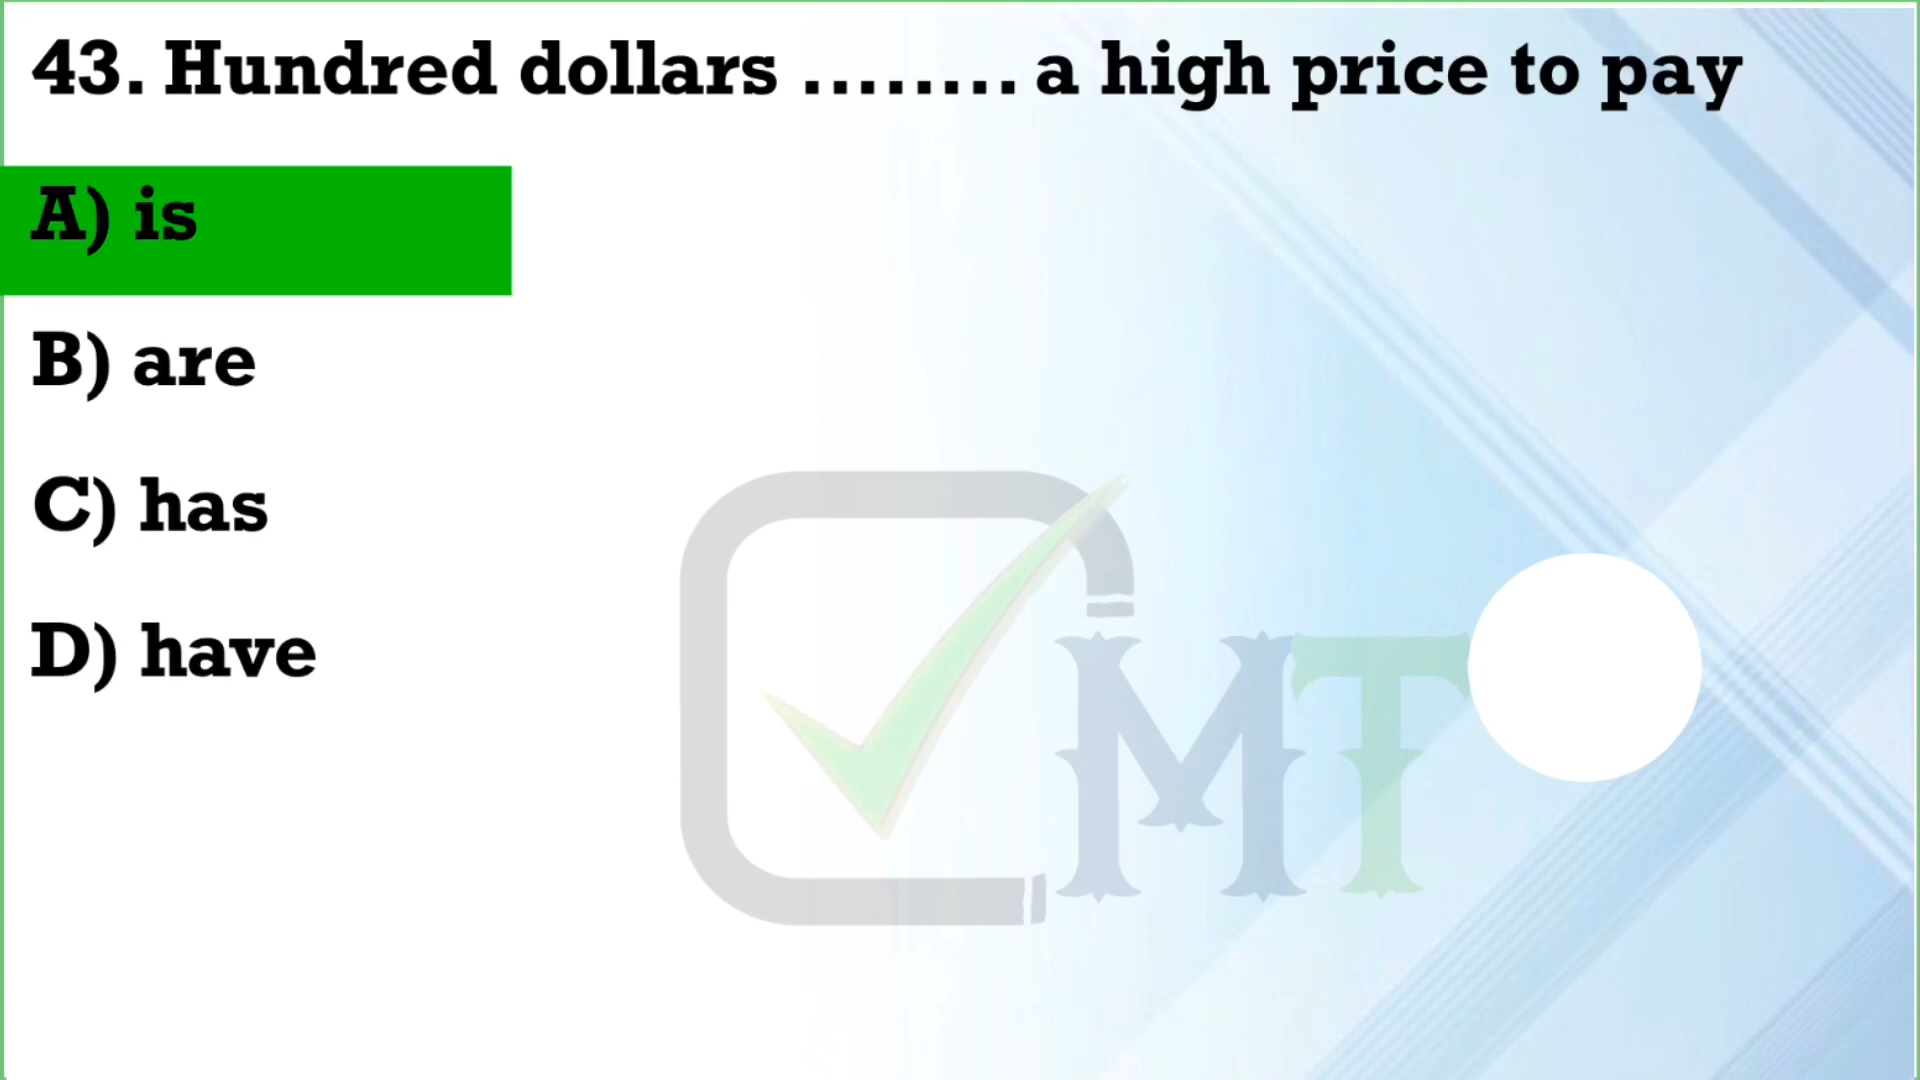 43. Hundred dollars ........ a high price to pay
A) is
B) are
C) has
D) have
MT